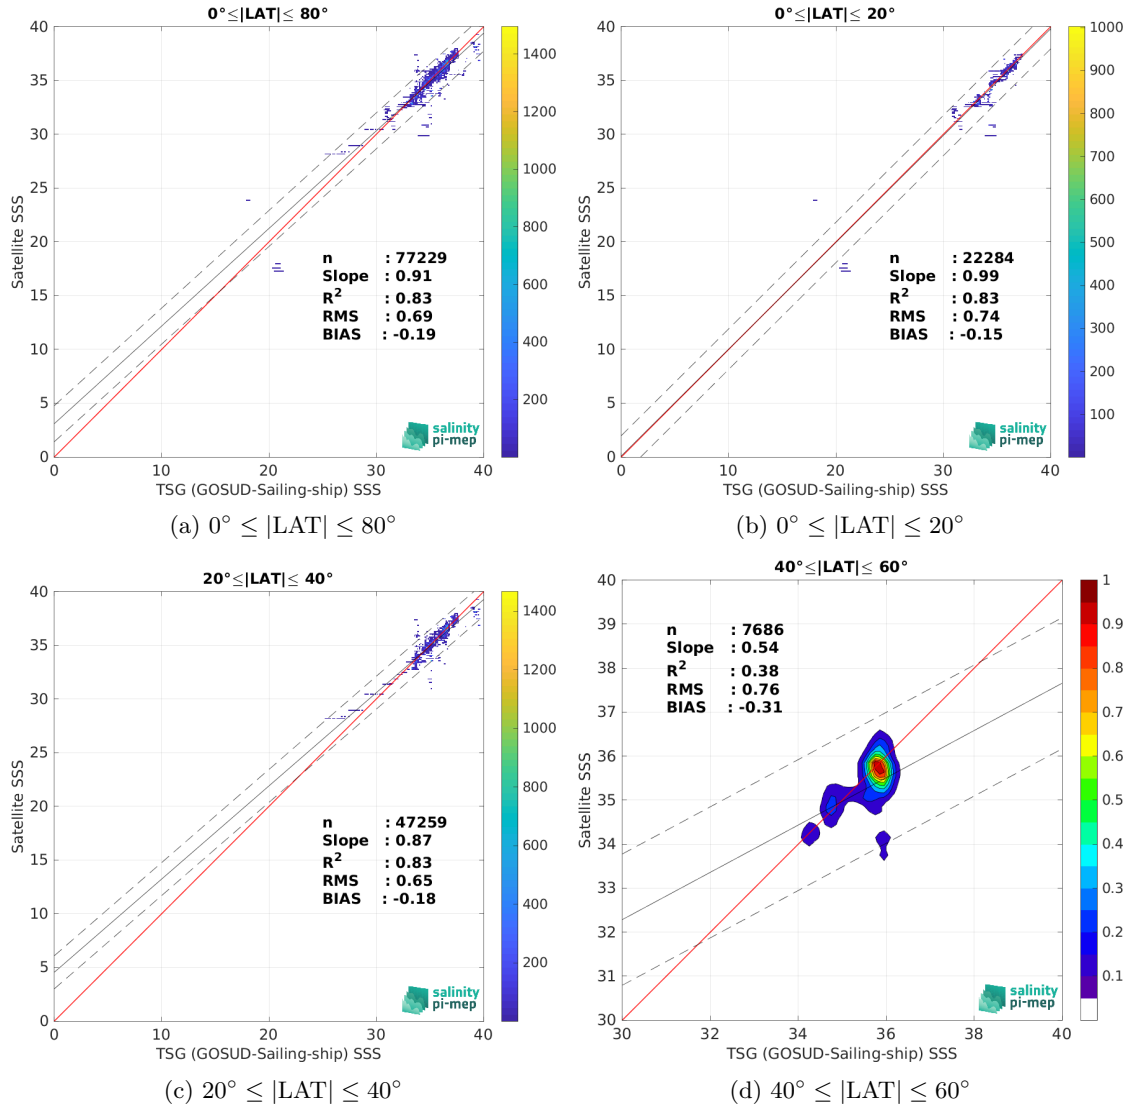 0°≤|LAT|≤ 80°
40
35
30
25
20
15
10
5
0
Satellite SSS
n : 77229
Slope : 0.91
R² : 0.83
RMS : 0.69
BIAS : -0.19
salinity
pi-mep
0 10 20 30 40
TSG (GOSUD-Sailing-ship) SSS
1400
1200
1000
800
600
400
200
(a) 0° ≤ |LAT| ≤ 80°
0°≤|LAT|≤ 20°
40
35
30
25
20
15
10
5
0
Satellite SSS
n : 22284
Slope : 0.99
R² : 0.83
RMS : 0.74
BIAS : -0.15
salinity
pi-mep
0 10 20 30 40
TSG (GOSUD-Sailing-ship) SSS
1000
900
800
700
600
500
400
300
200
100
(b) 0° ≤ |LAT| ≤ 20°
20°≤|LAT|≤ 40°
40
35
30
25
20
15
10
5
0
Satellite SSS
n : 47259
Slope : 0.87
R² : 0.83
RMS : 0.65
BIAS : -0.18
salinity
pi-mep
0 10 20 30 40
TSG (GOSUD-Sailing-ship) SSS
1400
1200
1000
800
600
400
200
(c) 20° ≤ |LAT| ≤ 40°
40°≤|LAT|≤ 60°
40
39
38
37
36
35
34
33
32
31
30
Satellite SSS
n : 7686
Slope : 0.54
R² : 0.38
RMS : 0.76
BIAS : -0.31
salinity
pi-mep
30 32 34 36 38 40
TSG (GOSUD-Sailing-ship) SSS
1
0.9
0.8
0.7
0.6
0.5
0.4
0.3
0.2
0.1
(d) 40° ≤ |LAT| ≤ 60°